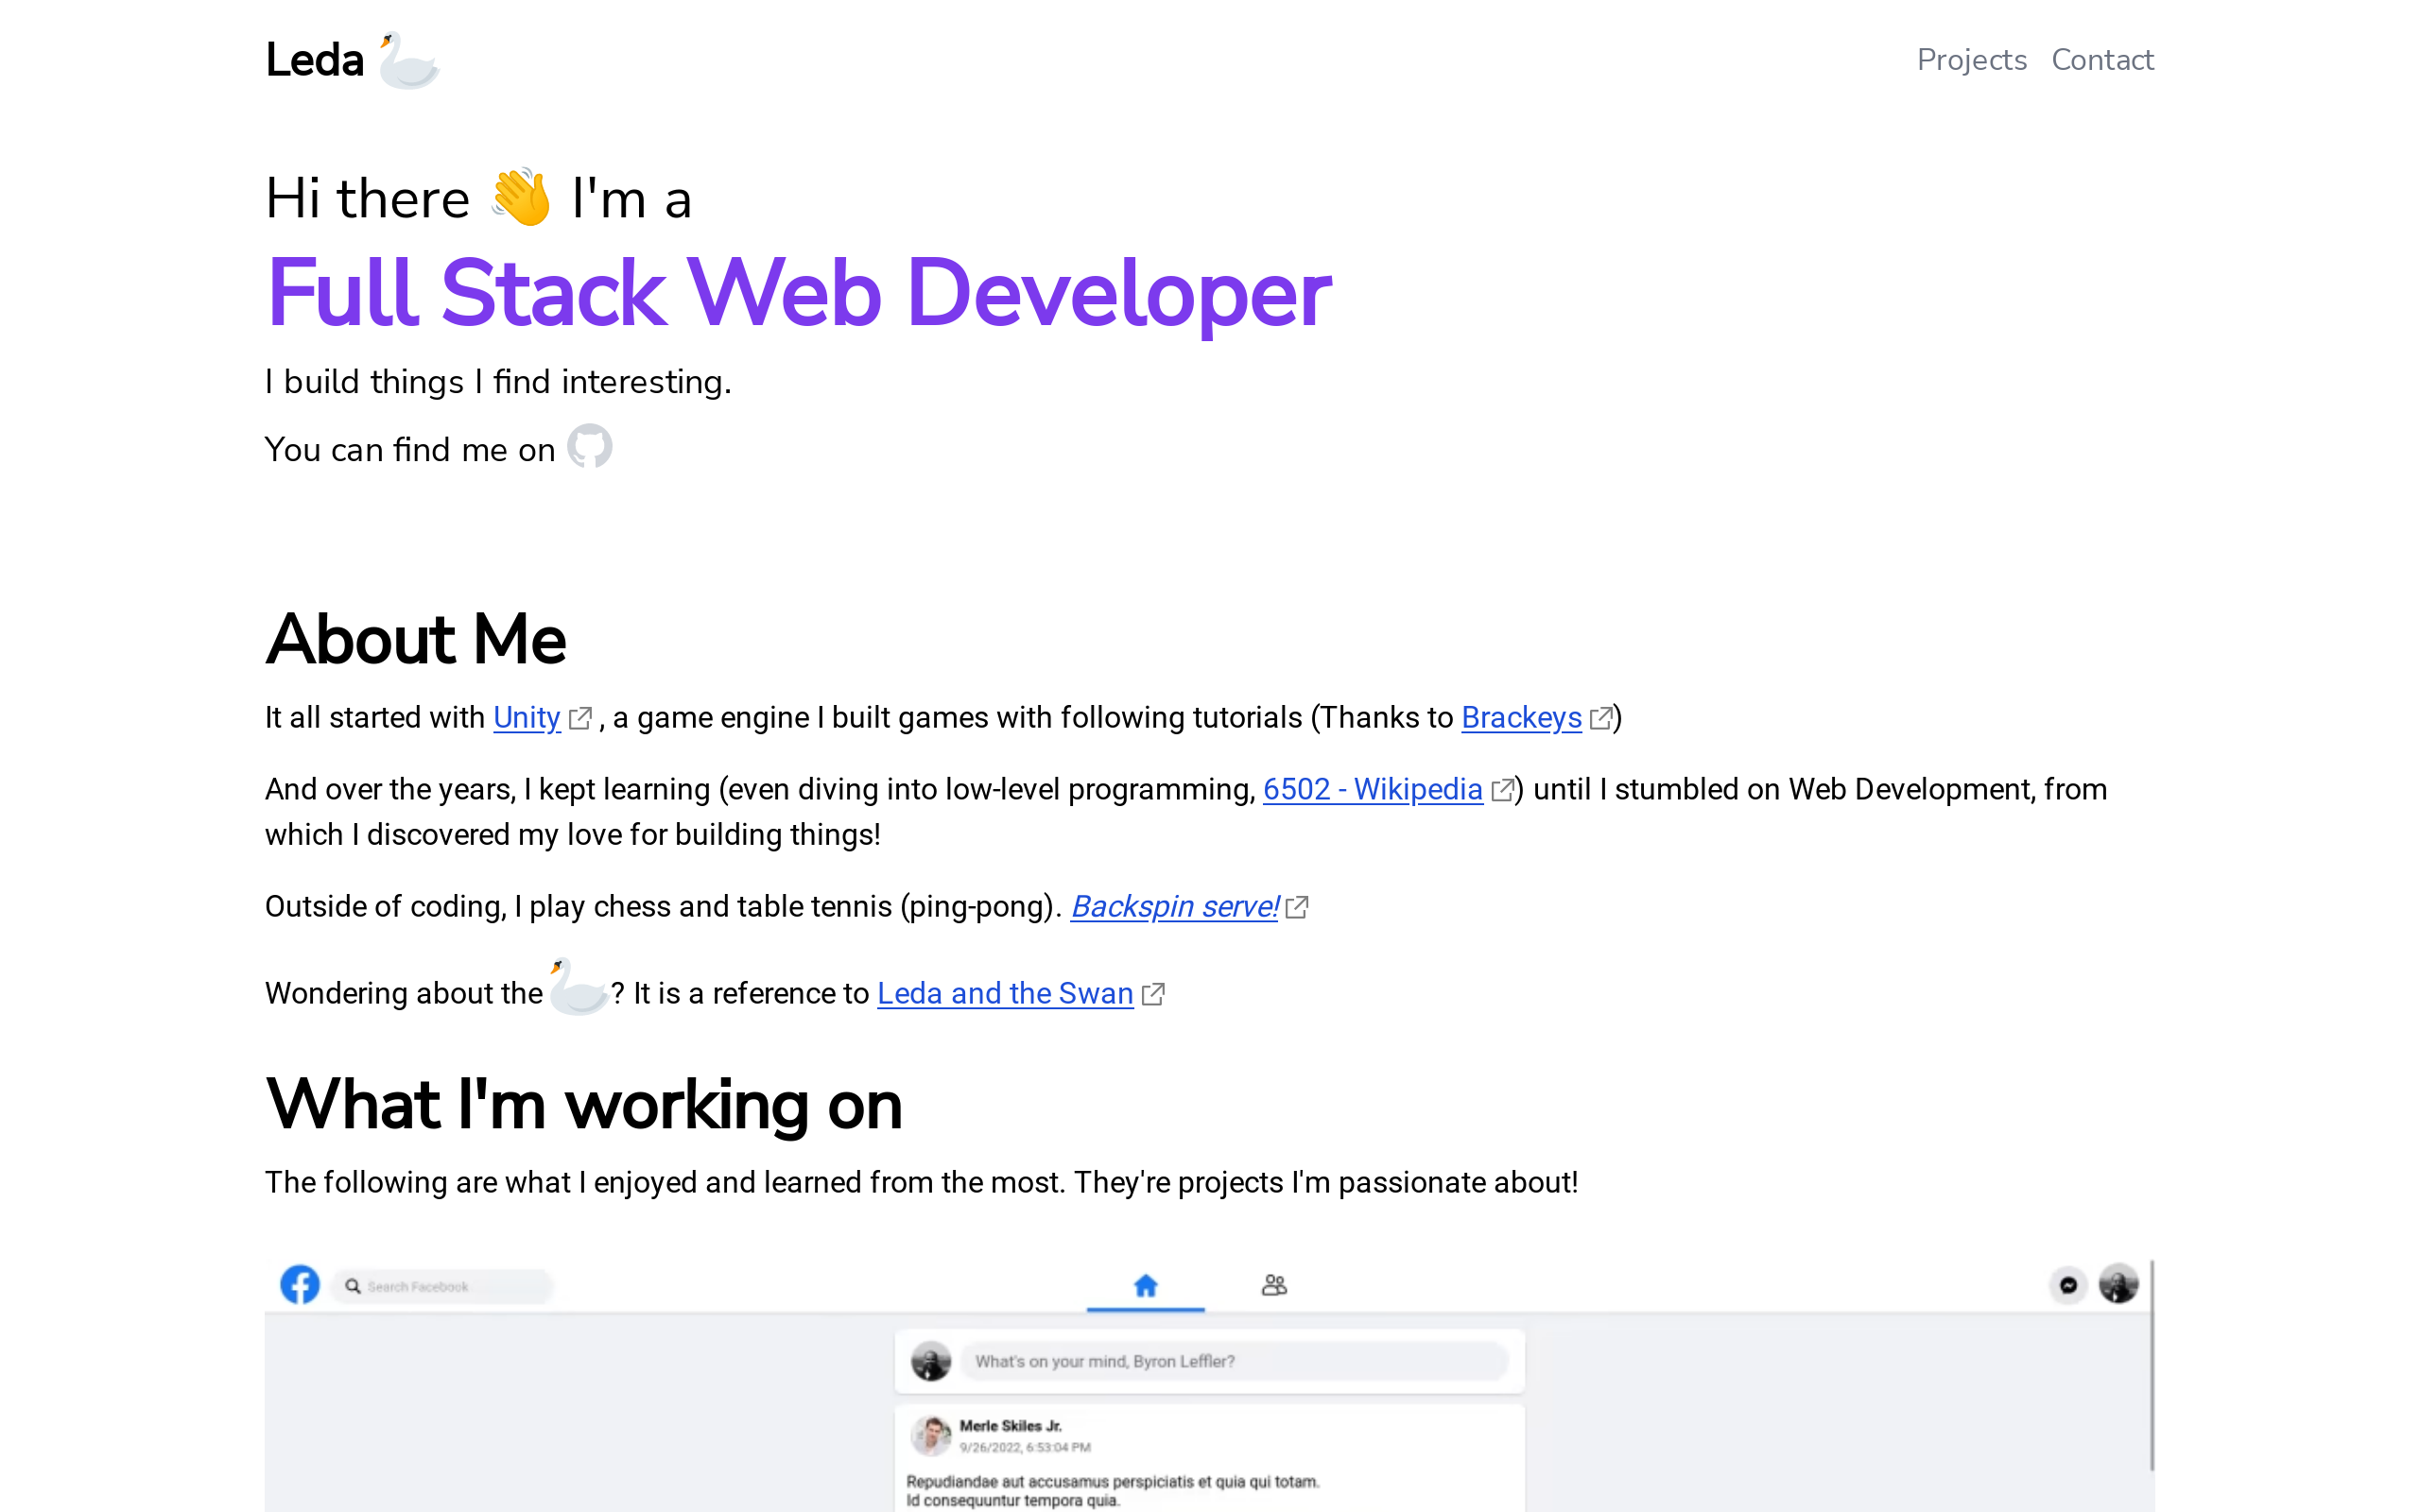 Leda
Projects Contact
Hi there 👋 I'm a
Full Stack Web Developer
I build things I find interesting.
You can find me on
About Me
It all started with Unity , a game engine I built games with following tutorials (Thanks to Brackeys )
And over the years, I kept learning (even diving into low-level programming, 6502 - Wikipedia ) until I stumbled on Web Development, from
which I discovered my love for building things!
Outside of coding, I play chess and table tennis (ping-pong). Backspin serve!
Wondering about the 🦢? It is a reference to Leda and the Swan
What I'm working on
The following are what I enjoyed and learned from the most. They're projects I'm passionate about!
Search Facebook
What's on your mind, Byron Leffler?
Merle Skiles Jr.
9/26/2022, 6:53:04 PM
Repudiandae aut accusamus perspiciatis et quia qui totam.
Id consequuntur tempora quia.